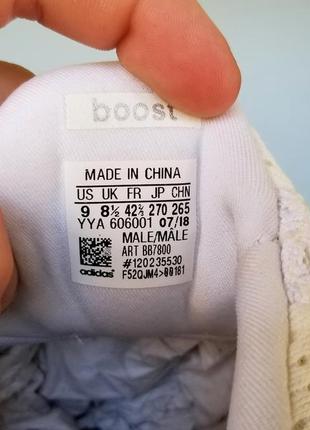 boost
MADE IN CHINA
US UK FR JP CHN
9 8½ 42⅔ 270 265
YYA 606001 07/18
MALE/MÂLE
ART BB7800
#120235530
adidas F52QJM4>00181